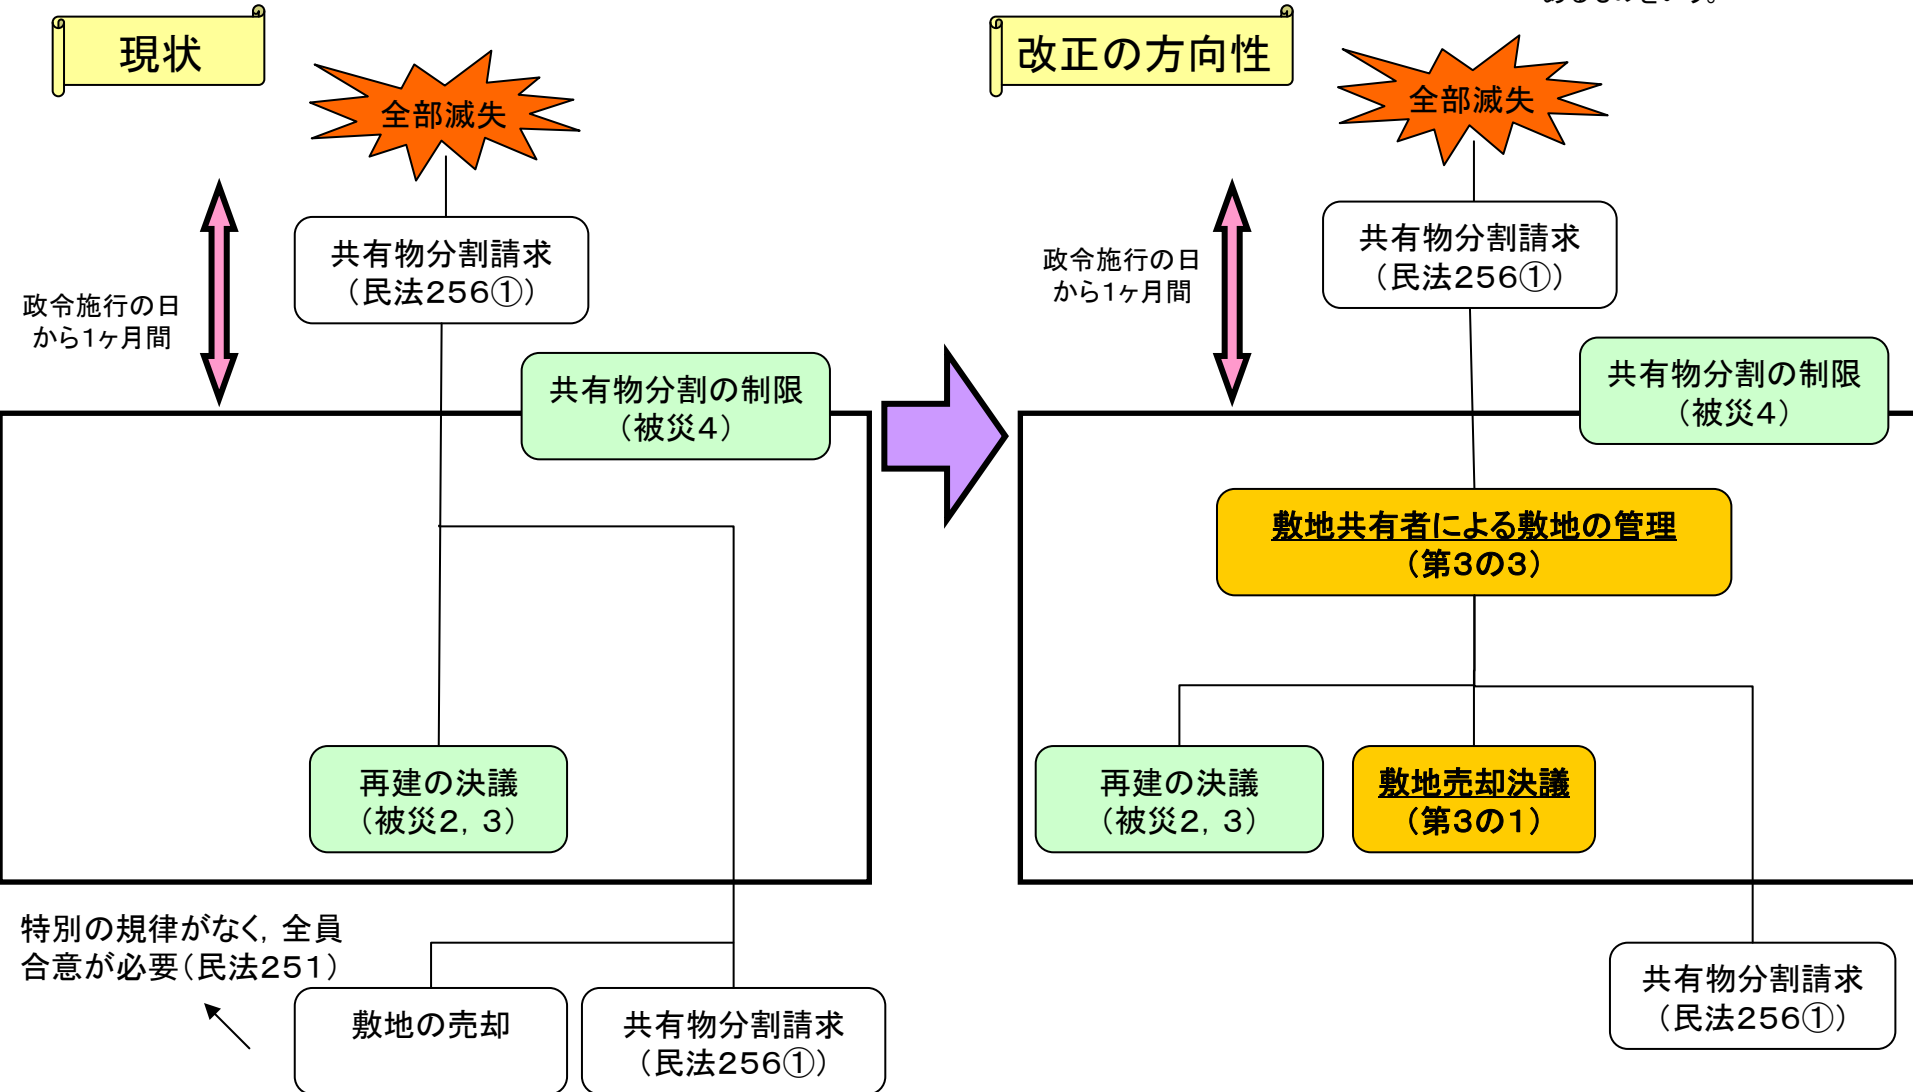 現状
全部滅失
政令施行の日
から1ヶ月間
共有物分割請求
（民法256①）
共有物分割の制限
（被災4）
再建の決議
（被災2，3）
特別の規律がなく，全員
合意が必要（民法251）
敷地の売却
共有物分割請求
（民法256①）
改正の方向性
全部滅失
政令施行の日
から1ヶ月間
共有物分割請求
（民法256①）
共有物分割の制限
（被災4）
敷地共有者による敷地の管理
（第3の3）
再建の決議
（被災2，3）
敷地売却決議
（第3の1）
共有物分割請求
（民法256①）